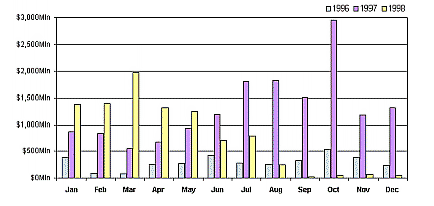 1996 1997 1998
$3,000Mln
$2,500Mln
$2,000Mln
$1,500Mln
$1,000Mln
$500Mln
$0Mln
Jan Feb Mar Apr May Jun Jul Aug Sep Oct Nov Dec